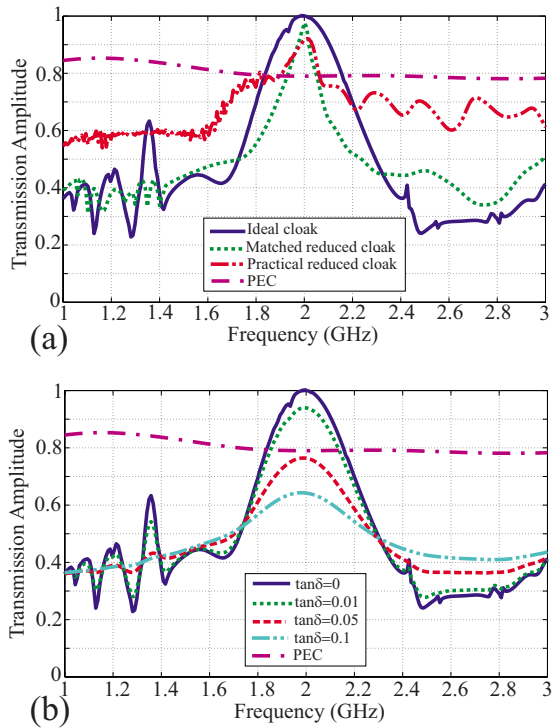 Transmission Amplitude
1
0.8
0.6
0.4
0.2
0
1 1.2 1.4 1.6 1.8 2 2.2 2.4 2.6 2.8 3
Ideal cloak
Matched reduced cloak
Practical reduced cloak
PEC
Frequency (GHz)
(a)
Transmission Amplitude
1
0.8
0.6
0.4
0.2
0
1 1.2 1.4 1.6 1.8 2 2.2 2.4 2.6 2.8 3
tanδ=0
tanδ=0.01
tanδ=0.05
tanδ=0.1
PEC
Frequency (GHz)
(b)